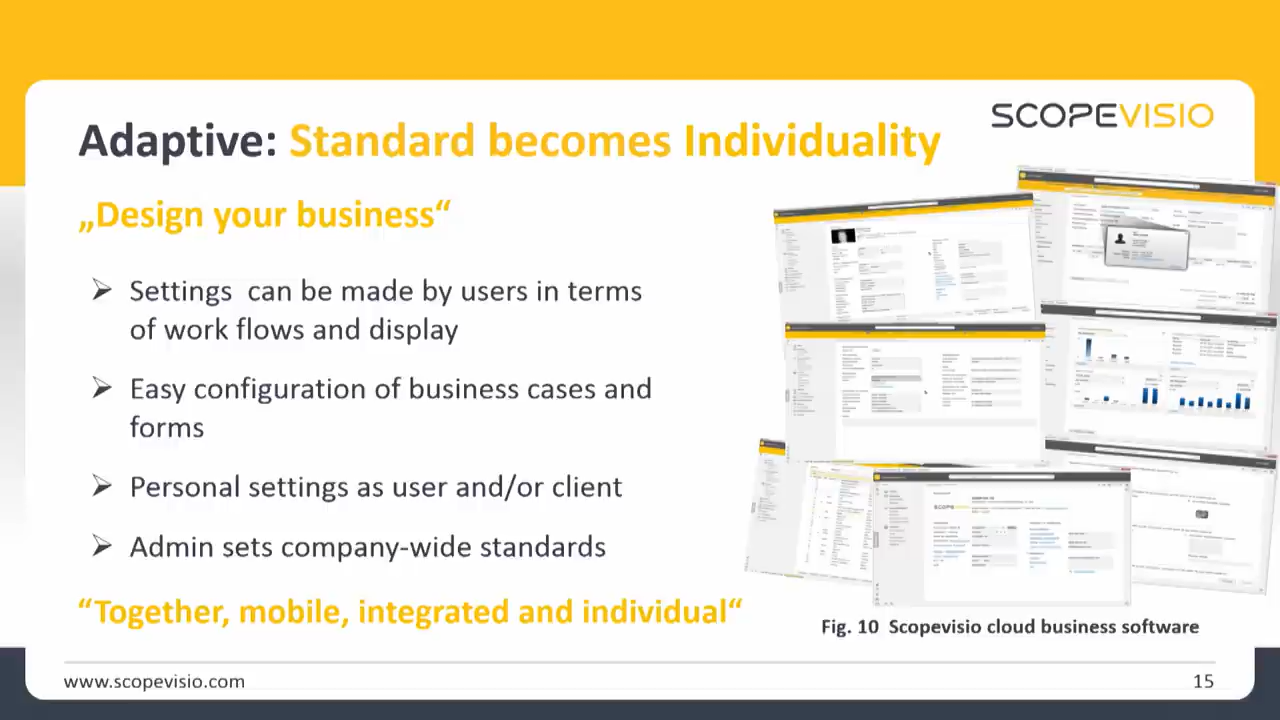 SCOPEVISIO
Adaptive: Standard becomes Individuality
„Design your business“
Settings  can be made by users in terms
of work flows and display
Easy configuration of business cases and
forms
Personal settings as user and/or client
Admin sets company-wide standards
“Together, mobile, integrated and individual“
Fig. 10  Scopevisio cloud business software
www.scopevisio.com
15